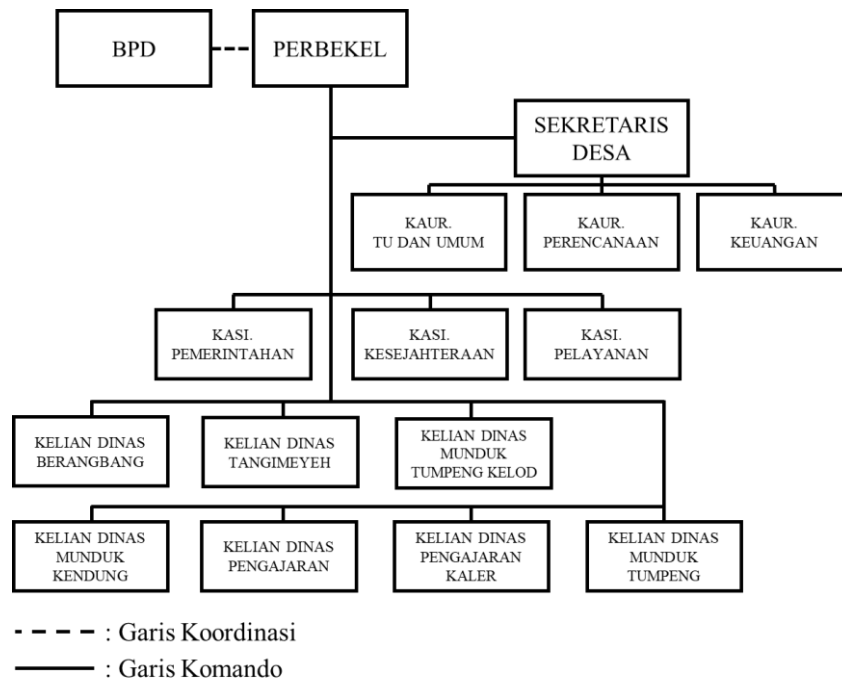 BPD
PERBEKEL
SEKRETARIS
DESA
KAUR.
TU DAN UMUM
KAUR.
PERENCANAAN
KAUR.
KEUANGAN
KASI.
PEMERINTAHAN
KASI.
KESEJAHTERAAN
KASI.
PELAYANAN
KELIAN DINAS
BERANGBANG
KELIAN DINAS
TANGIMEYEH
KELIAN DINAS
MUNDUK
TUMPENG KELOD
KELIAN DINAS
MUNDUK
KENDUNG
KELIAN DINAS
PENGAJARAN
KELIAN DINAS
PENGAJARAN
KALER
KELIAN DINAS
MUNDUK
TUMPENG
: Garis Koordinasi
: Garis Komando